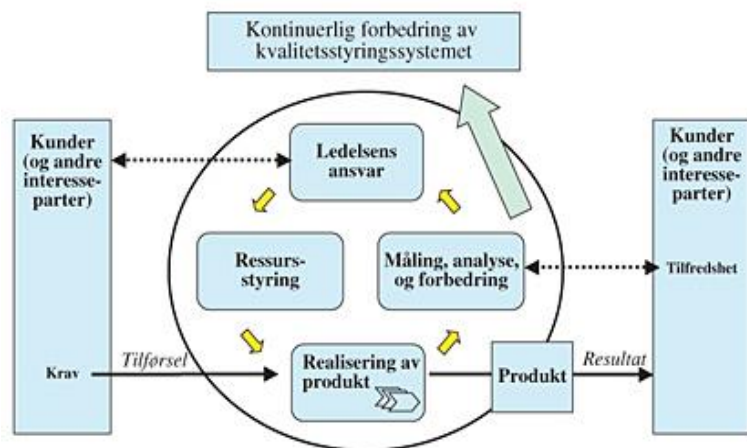 Kontinuerlig forbedring av
kvalitetsstyringssystemet
Kunder
(og andre
interesse-
parter)
Krav
Tilførsel
Ledelsens
ansvar
Ressurs-
styring
Måling, analyse,
og forbedring
Realisering av
produkt
Produkt
Resultat
Kunder
(og andre
interesse-
parter)
Tilfredshet